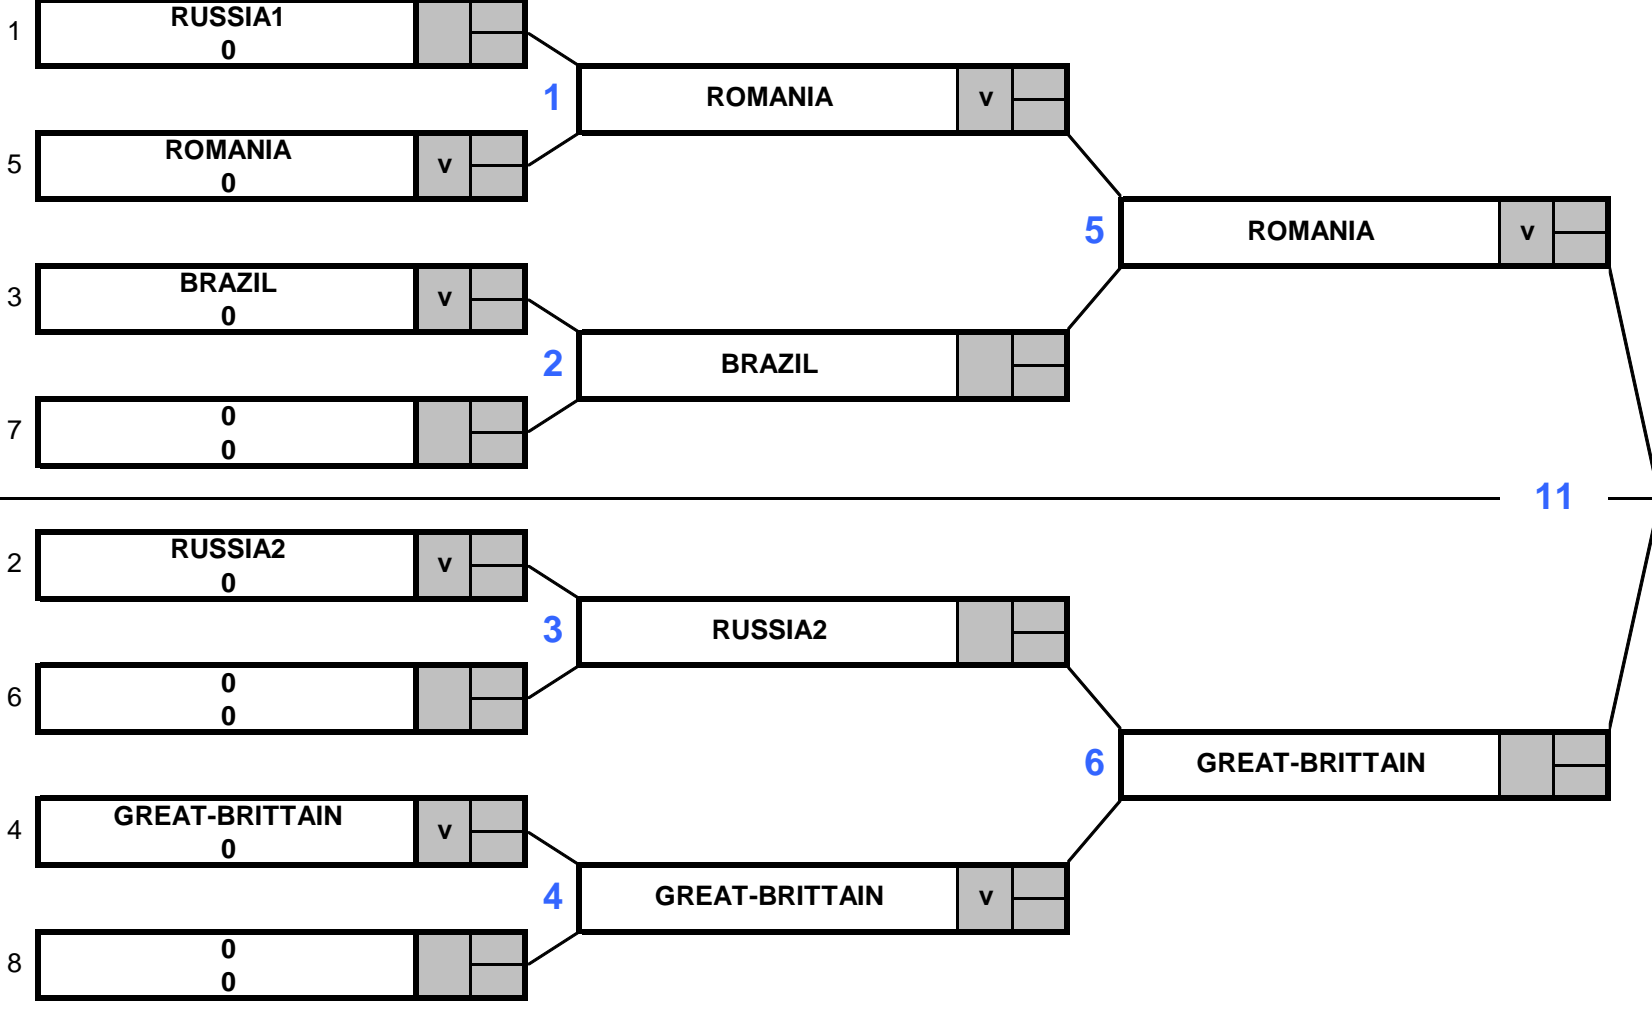 1
RUSSIA1
0
1
ROMANIA
v
5
ROMANIA
0
v
5
ROMANIA
v
3
BRAZIL
0
v
2
BRAZIL
7
0
0
11
2
RUSSIA2
0
v
3
RUSSIA2
6
0
0
6
GREAT-BRITTAIN
4
GREAT-BRITTAIN
0
v
4
GREAT-BRITTAIN
v
8
0
0